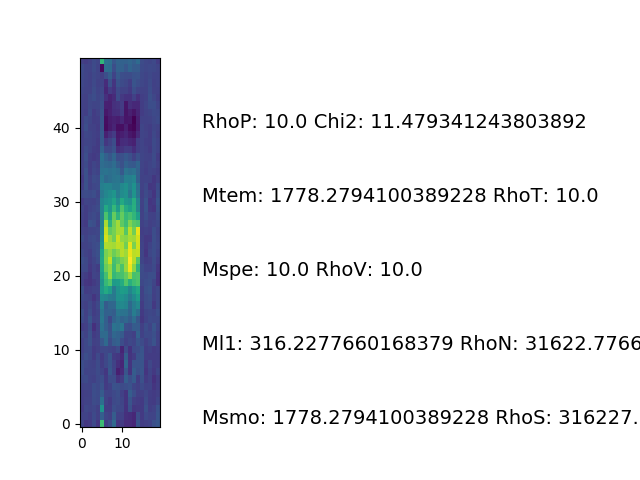 RhoP: 10.0 Chi2: 11.479341243803892
40
Mtem: 1778.2794100389228 RhoT: 10.0
30
Mspe: 10.0 RhoV: 10.0
20
Ml1: 316.2277660168379 RhoN: 31622.7766
10
Msmo: 1778.2794100389228 RhoS: 316227.
0
0 10